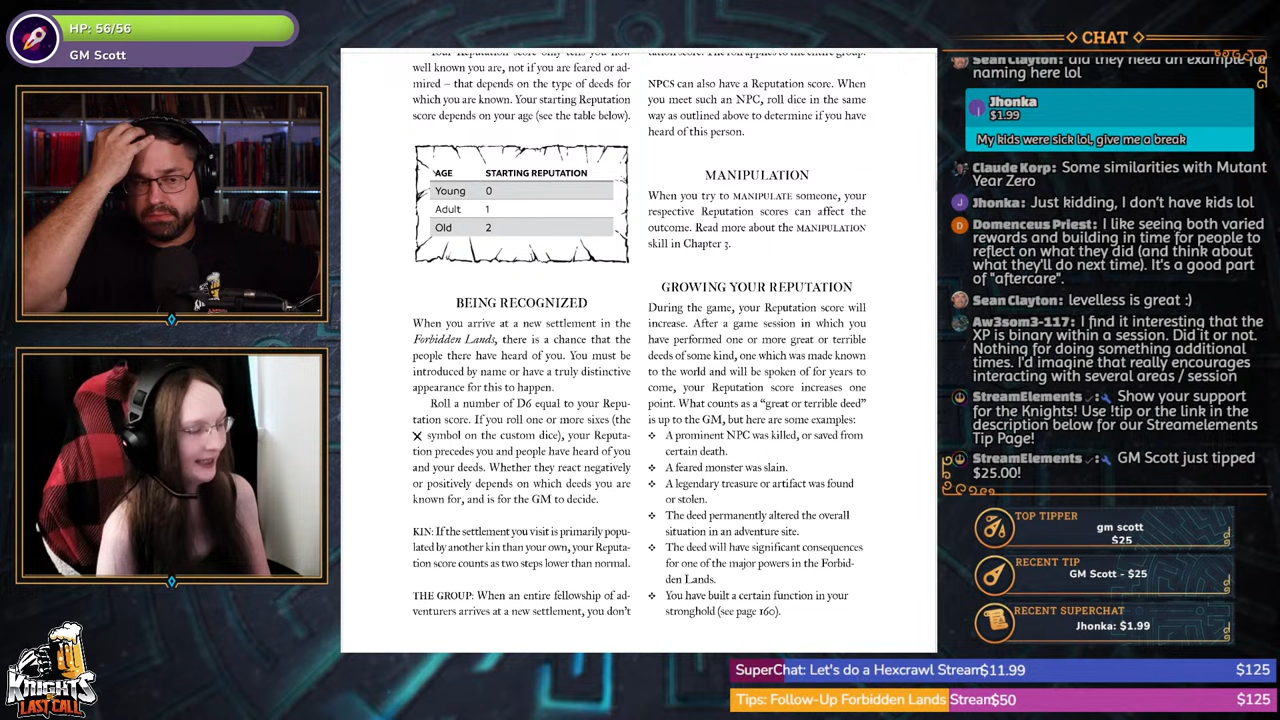 HP: 56/56
GM Scott
Your Reputation score only tells you how
well known you are, not if you are feared or ad-
mired – that depends on the type of deeds for
which you are known. Your starting Reputation
score depends on your age (see the table below).
AGE STARTING REPUTATION
Young 0
Adult 1
Old 2
BEING RECOGNIZED
When you arrive at a new settlement in the
Forbidden Lands, there is a chance that the
people there have heard of you. You must be
introduced by name or have a truly distinctive
appearance for this to happen.
Roll a number of D6 equal to your Repu-
tation score. If you roll one or more sixes (the
symbol on the custom dice), your Reputa-
tion precedes you and people have heard of you
and your deeds. Whether they react negatively
or positively depends on which deeds you are
known for, and is for the GM to decide.
KIN: If the settlement you visit is primarily popu-
lated by another kin than your own, your Reputa-
tion score counts as two steps lower than normal.
THE GROUP: When an entire fellowship of ad-
venturers arrives at a new settlement, you don't
tation score. The roll applies to the entire group.
NPCS can also have a Reputation score. When
you meet such an NPC, roll dice in the same
way as outlined above to determine if you have
heard of this person.
MANIPULATION
When you try to MANIPULATE someone, your
respective Reputation scores can affect the
outcome. Read more about the MANIPULATION
skill in Chapter 3.
GROWING YOUR REPUTATION
During the game, your Reputation score will
increase. After a game session in which you
have performed one or more great or terrible
deeds of some kind, one which was made known
to the world and will be spoken of for years to
come, your Reputation score increases one
point. What counts as a “great or terrible deed”
is up to the GM, but here are some examples:
❖ A prominent NPC was killed, or saved from
certain death.
❖ A feared monster was slain.
❖ A legendary treasure or artifact was found
or stolen.
❖ The deed permanently altered the overall
situation in an adventure site.
❖ The deed will have significant consequences
for one of the major powers in the Forbid-
den Lands.
❖ You have built a certain function in your
stronghold (see page 160).
CHAT
Sean Clayton: did they need an example for
naming here lol
Jhonka
$1.99
My kids were sick lol, give me a break
Claude Korp: Some similarities with Mutant
Year Zero
Jhonka: Just kidding, I don't have kids lol
Domenceus Priest: I like seeing both varied
rewards and building in time for people to
reflect on what they did (and think about
what they'll do next time). It's a good part
of "aftercare".
Sean Clayton: levelless is great :)
Aw3som3-117: I find it interesting that the
XP is binary within a session. Did it or not.
Nothing for doing something additional
times. I'd imagine that really encourages
interacting with several areas / session
StreamElements: Show your support
for the Knights! Use !tip or the link in the
description below for our Streamelements
Tip Page!
StreamElements: GM Scott just tipped
$25.00!
TOP TIPPER
gm scott
$25
RECENT TIP
GM Scott - $25
RECENT SUPERCHAT
Jhonka: $1.99
SuperChat: Let's do a Hexcrawl Stream $11.99 $125
Tips: Follow-Up Forbidden Lands Stream $50 $125
KNIGHTS
OF
LAST CALL